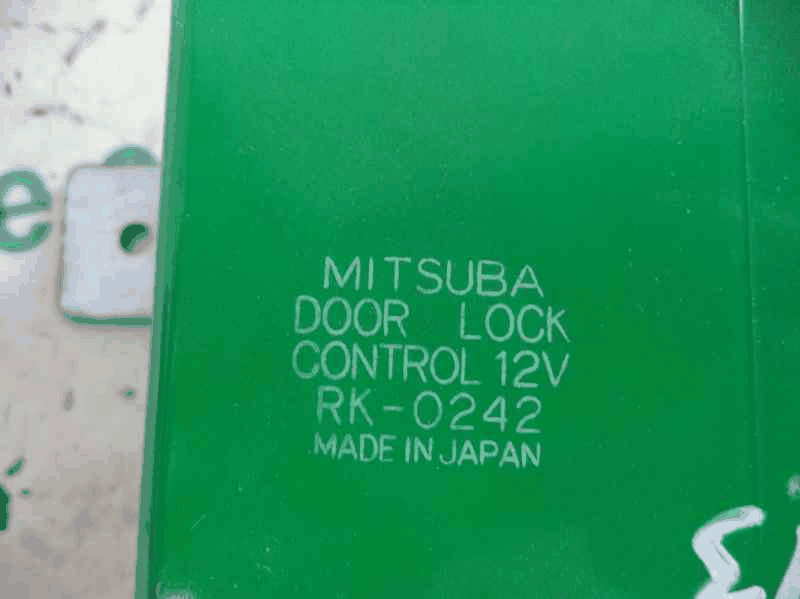 MITSUBA
DOOR LOCK
CONTROL 12V
RK-0242
MADE IN JAPAN